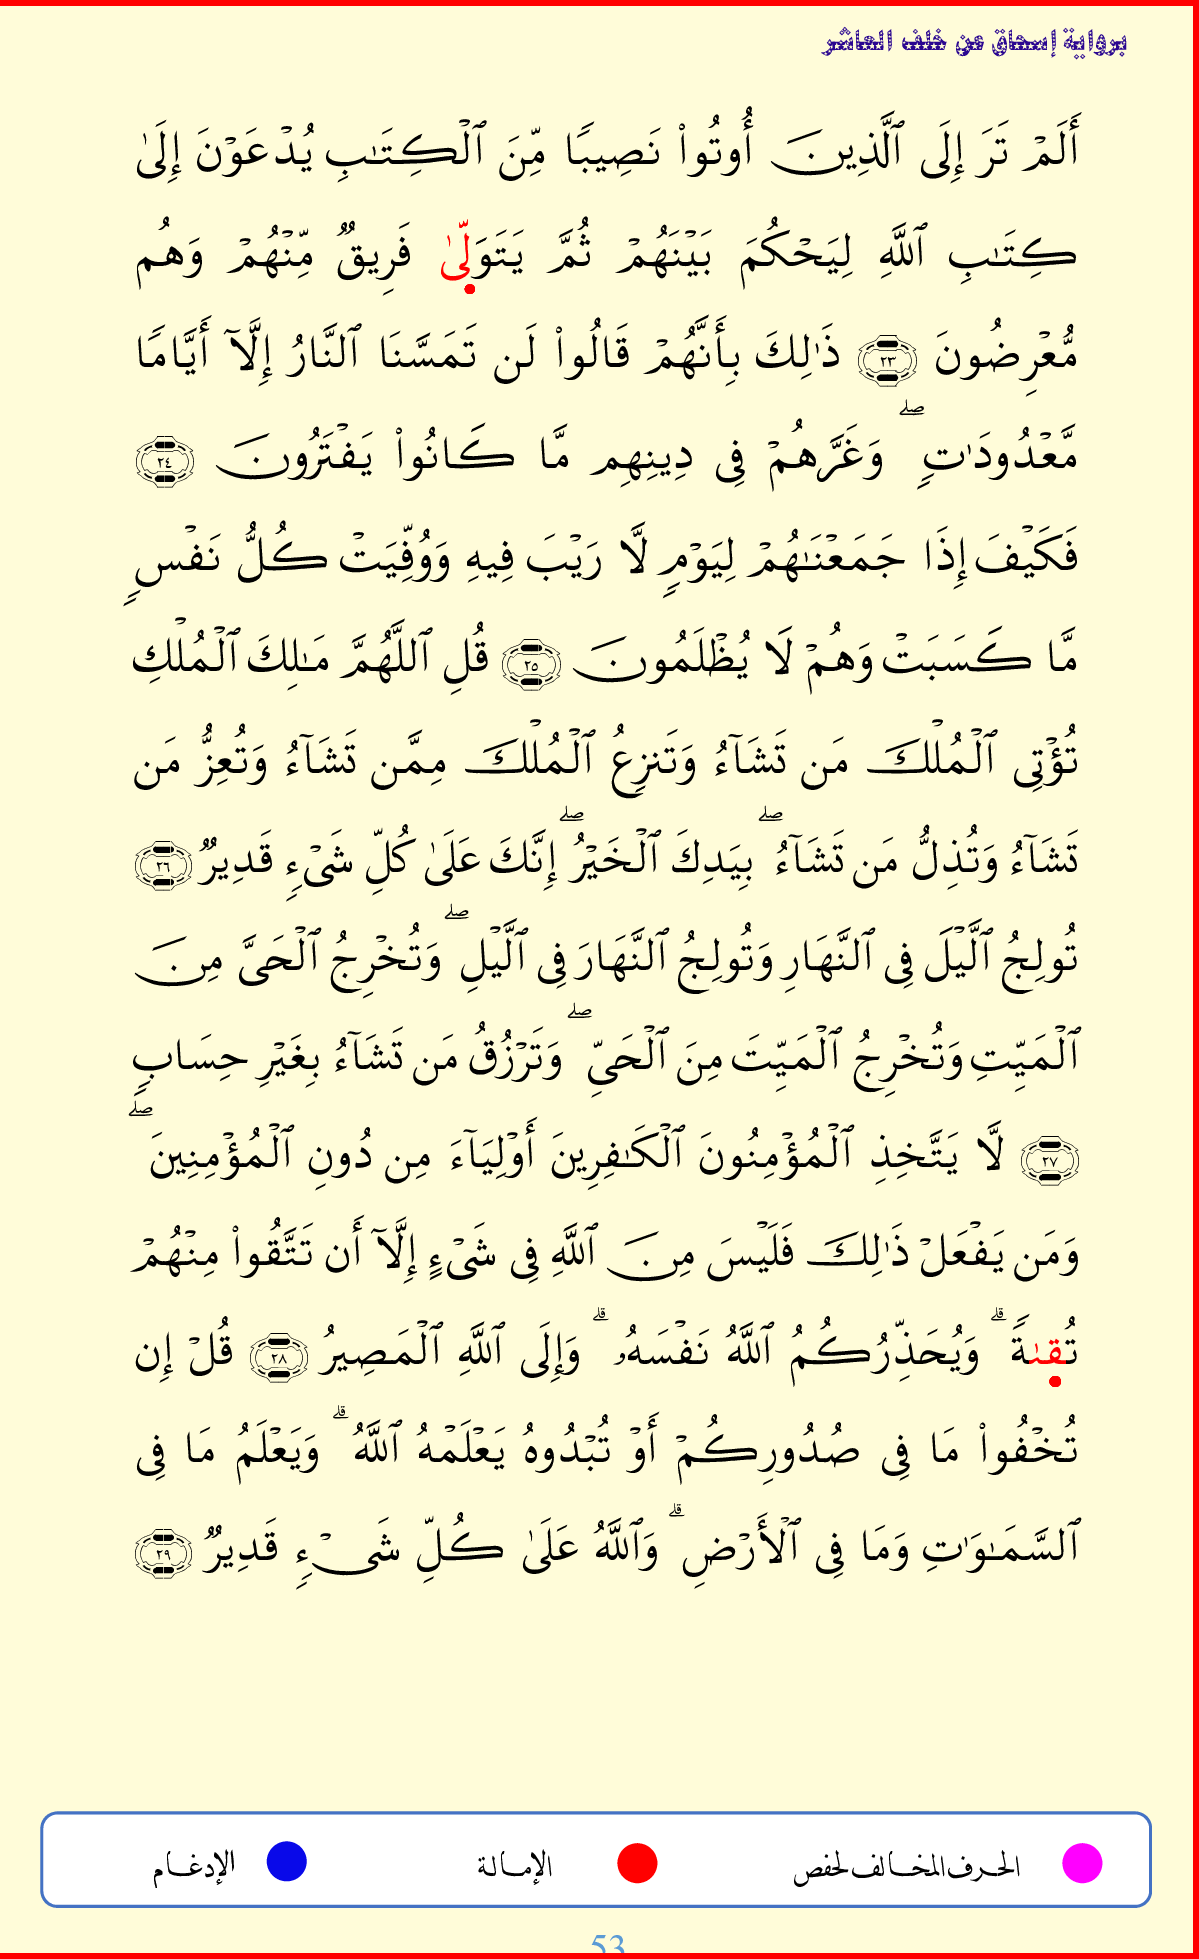 برواية إسحاق عن خلف العاشر
أَلَمۡ تَرَ إِلَى ٱلَّذِينَ أُوتُواْ نَصِيبٗا مِّنَ ٱلۡكِتَٰبِ يُدۡعَوۡنَ إِلَىٰ
كِتَٰبِ ٱللَّهِ لِيَحۡكُمَ بَيۡنَهُمۡ ثُمَّ يَتَوَلّىٰ فَرِيقٞ مِّنۡهُمۡ وَهُم
مُّعۡرِضُونَ ٢٣ ذَٰلِكَ بِأَنَّهُمۡ قَالُواْ لَن تَمَسَّنَا ٱلنَّارُ إِلَّآ أَيَّامٗا
مَّعۡدُودَٰتٖۖ وَغَرَّهُمۡ فِي دِينِهِم مَّا كَانُواْ يَفۡتَرُونَ ٢٤
فَكَيۡفَ إِذَا جَمَعۡنَٰهُمۡ لِيَوۡمٖ لَّا رَيۡبَ فِيهِ وَوُفِّيَتۡ كُلُّ نَفۡسٖ
مَّا كَسَبَتۡ وَهُمۡ لَا يُظۡلَمُونَ ٢٥ قُلِ ٱللَّهُمَّ مَٰلِكَ ٱلۡمُلۡكِ
تُؤۡتِي ٱلۡمُلۡكَ مَن تَشَآءُ وَتَنزِعُ ٱلۡمُلۡكَ مِمَّن تَشَآءُ وَتُعِزُّ مَن
تَشَآءُ وَتُذِلُّ مَن تَشَآءُۖ بِيَدِكَ ٱلۡخَيۡرُۖ إِنَّكَ عَلَىٰ كُلِّ شَيۡءٖ قَدِيرٞ ٢٦
تُولِجُ ٱلَّيۡلَ فِي ٱلنَّهَارِ وَتُولِجُ ٱلنَّهَارَ فِي ٱلَّيۡلِۖ وَتُخۡرِجُ ٱلۡحَيَّ مِنَ
ٱلۡمَيِّتِ وَتُخۡرِجُ ٱلۡمَيِّتَ مِنَ ٱلۡحَيِّۖ وَتَرۡزُقُ مَن تَشَآءُ بِغَيۡرِ حِسَابٖ
٢٧ لَّا يَتَّخِذِ ٱلۡمُؤۡمِنُونَ ٱلۡكَٰفِرِينَ أَوۡلِيَآءَ مِن دُونِ ٱلۡمُؤۡمِنِينَۖ
وَمَن يَفۡعَلۡ ذَٰلِكَ فَلَيۡسَ مِنَ ٱللَّهِ فِي شَيۡءٍ إِلَّآ أَن تَتَّقُواْ مِنۡهُمۡ
تُقىٰةٗۗ وَيُحَذِّرُكُمُ ٱللَّهُ نَفۡسَهُۥۗ وَإِلَى ٱللَّهِ ٱلۡمَصِيرُ ٢٨ قُلۡ إِن
تُخۡفُواْ مَا فِي صُدُورِكُمۡ أَوۡ تُبۡدُوهُ يَعۡلَمۡهُ ٱللَّهُۗ وَيَعۡلَمُ مَا فِي
ٱلسَّمَٰوَٰتِ وَمَا فِي ٱلۡأَرۡضِۗ وَٱللَّهُ عَلَىٰ كُلِّ شَيۡءٖ قَدِيرٞ ٢٩
الحرف المخالف لحفص الإمالة الإدغام
53